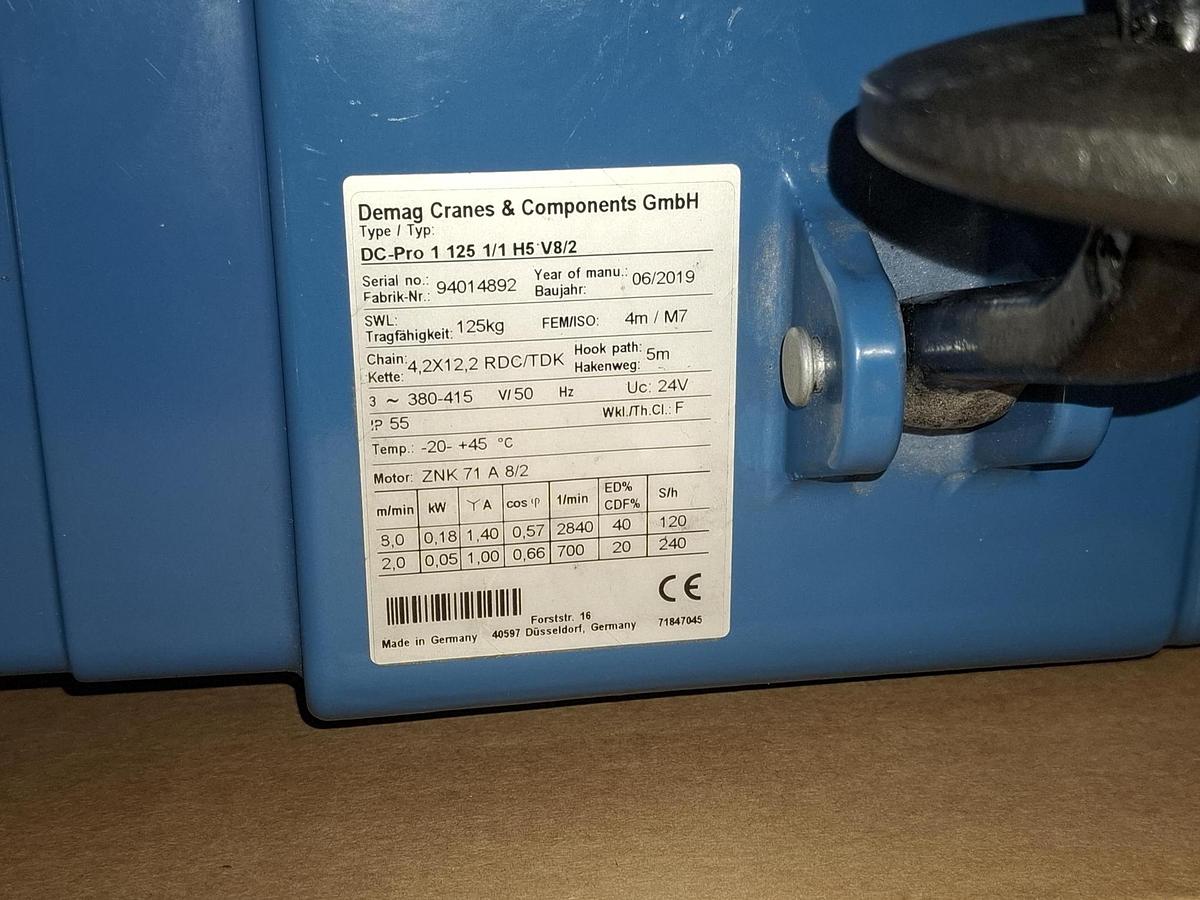 Demag Cranes & Components GmbH
Type / Typ:
DC-Pro 1 125 1/1 H5 V8/2
Serial no.: Fabrik-Nr.: 94014892 Year of manu.: Baujahr: 06/2019
SWL: Tragfähigkeit: 125kg FEM/ISO: 4m / M7
Chain: Kette: 4,2X12,2 RDC/TDK Hook path: Hakenweg: 5m
3 ~ 380-415 V/ 50 Hz Uc: 24V
IP 55 Wkl./Th.Cl.: F
Temp.: -20- +45 °C
Motor: ZNK 71 A 8/2
m/min kW Y A cos φ 1/min ED% CDF% S/h
8,0 0,18 1,40 0,57 2840 40 120
2,0 0,05 1,00 0,66 700 20 240
CE
Forststr. 16
Made in Germany 40597 Düsseldorf, Germany 71847045